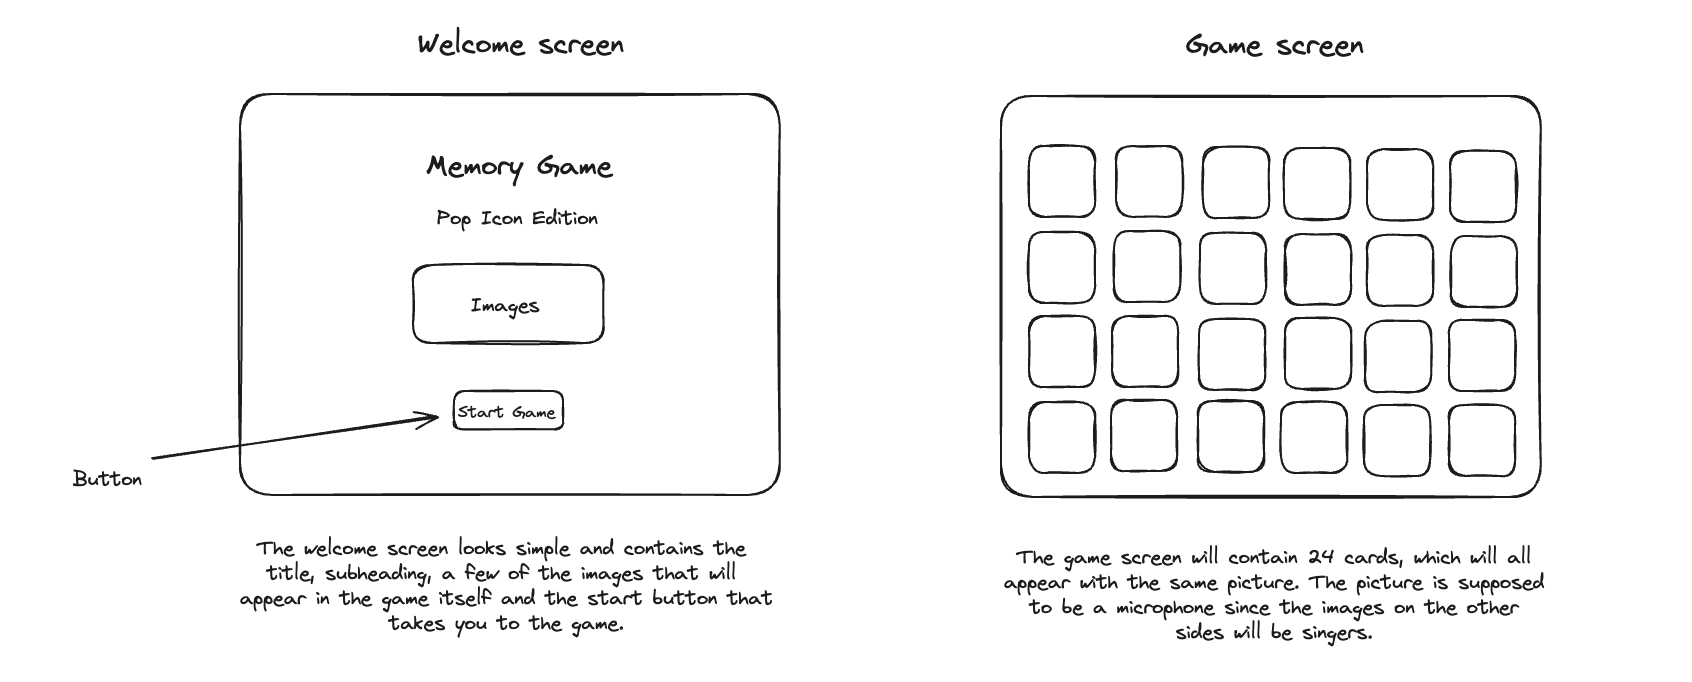 Welcome screen
Memory Game
Pop Icon Edition
Images
Start Game
Button
The welcome screen looks simple and contains the
title, subheading, a few of the images that will
appear in the game itself and the start button that
takes you to the game.
Game screen
The game screen will contain 24 cards, which will all
appear with the same picture. The picture is supposed
to be a microphone since the images on the other
sides will be singers.